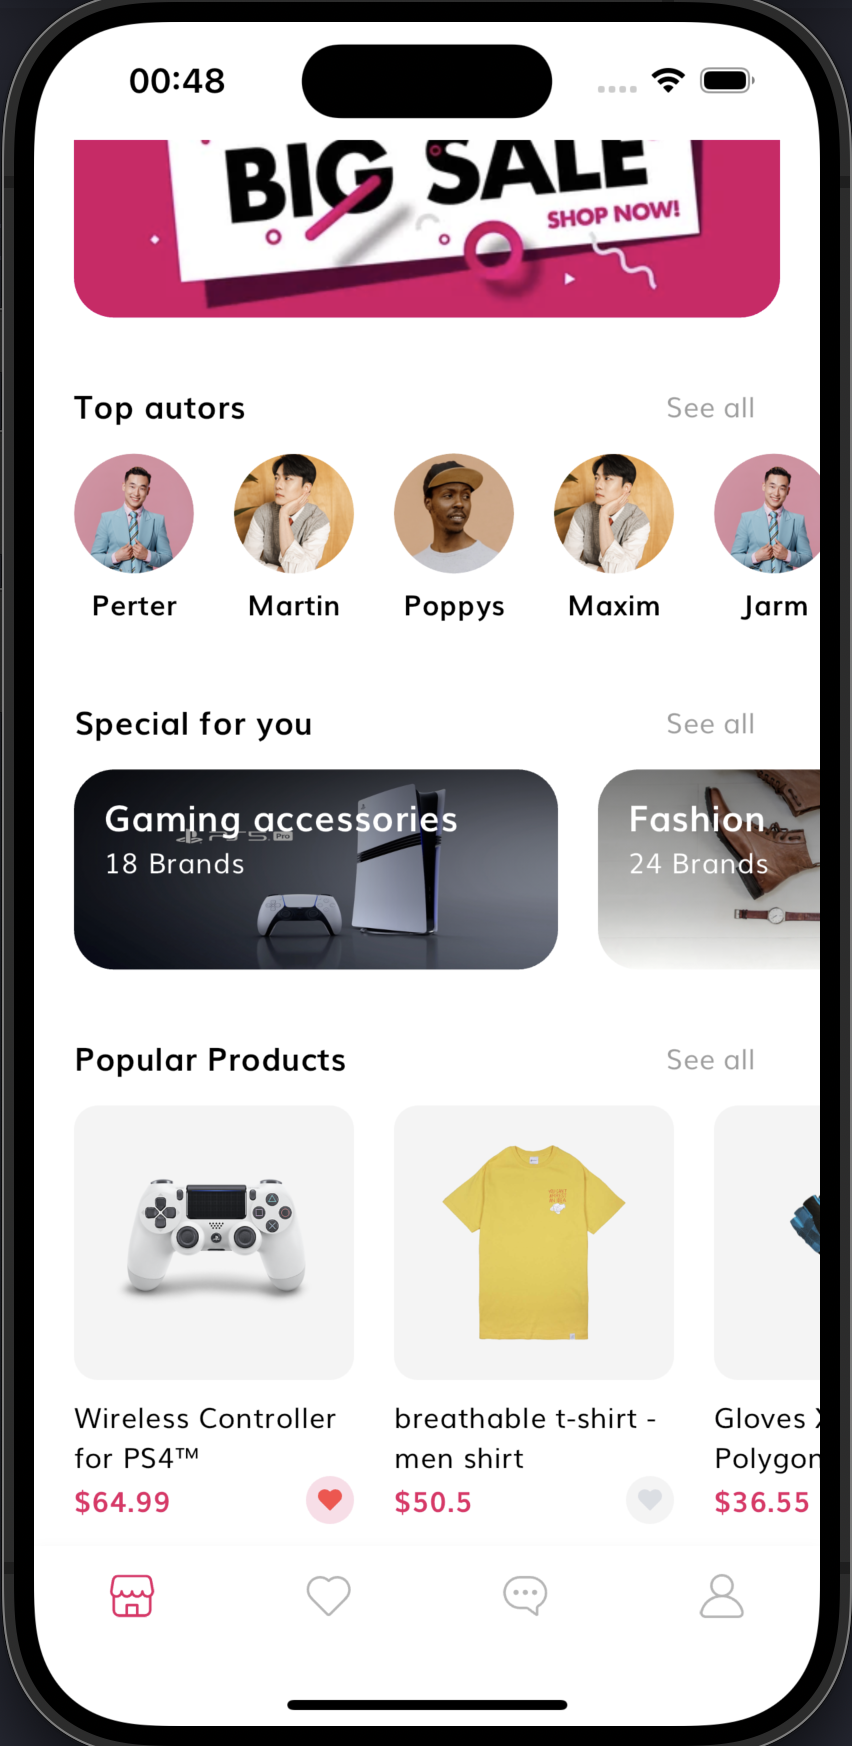 00:48
BIG SALE
SHOP NOW!
Top autors
See all
Perter
Martin
Poppys
Maxim
Jarm
Special for you
See all
Gaming accessories
PS5 Pro
18 Brands
Fashion
24 Brands
Popular Products
See all
Wireless Controller
for PS4™
$64.99
breathable t-shirt -
men shirt
$50.5
Gloves
Polygon
$36.55